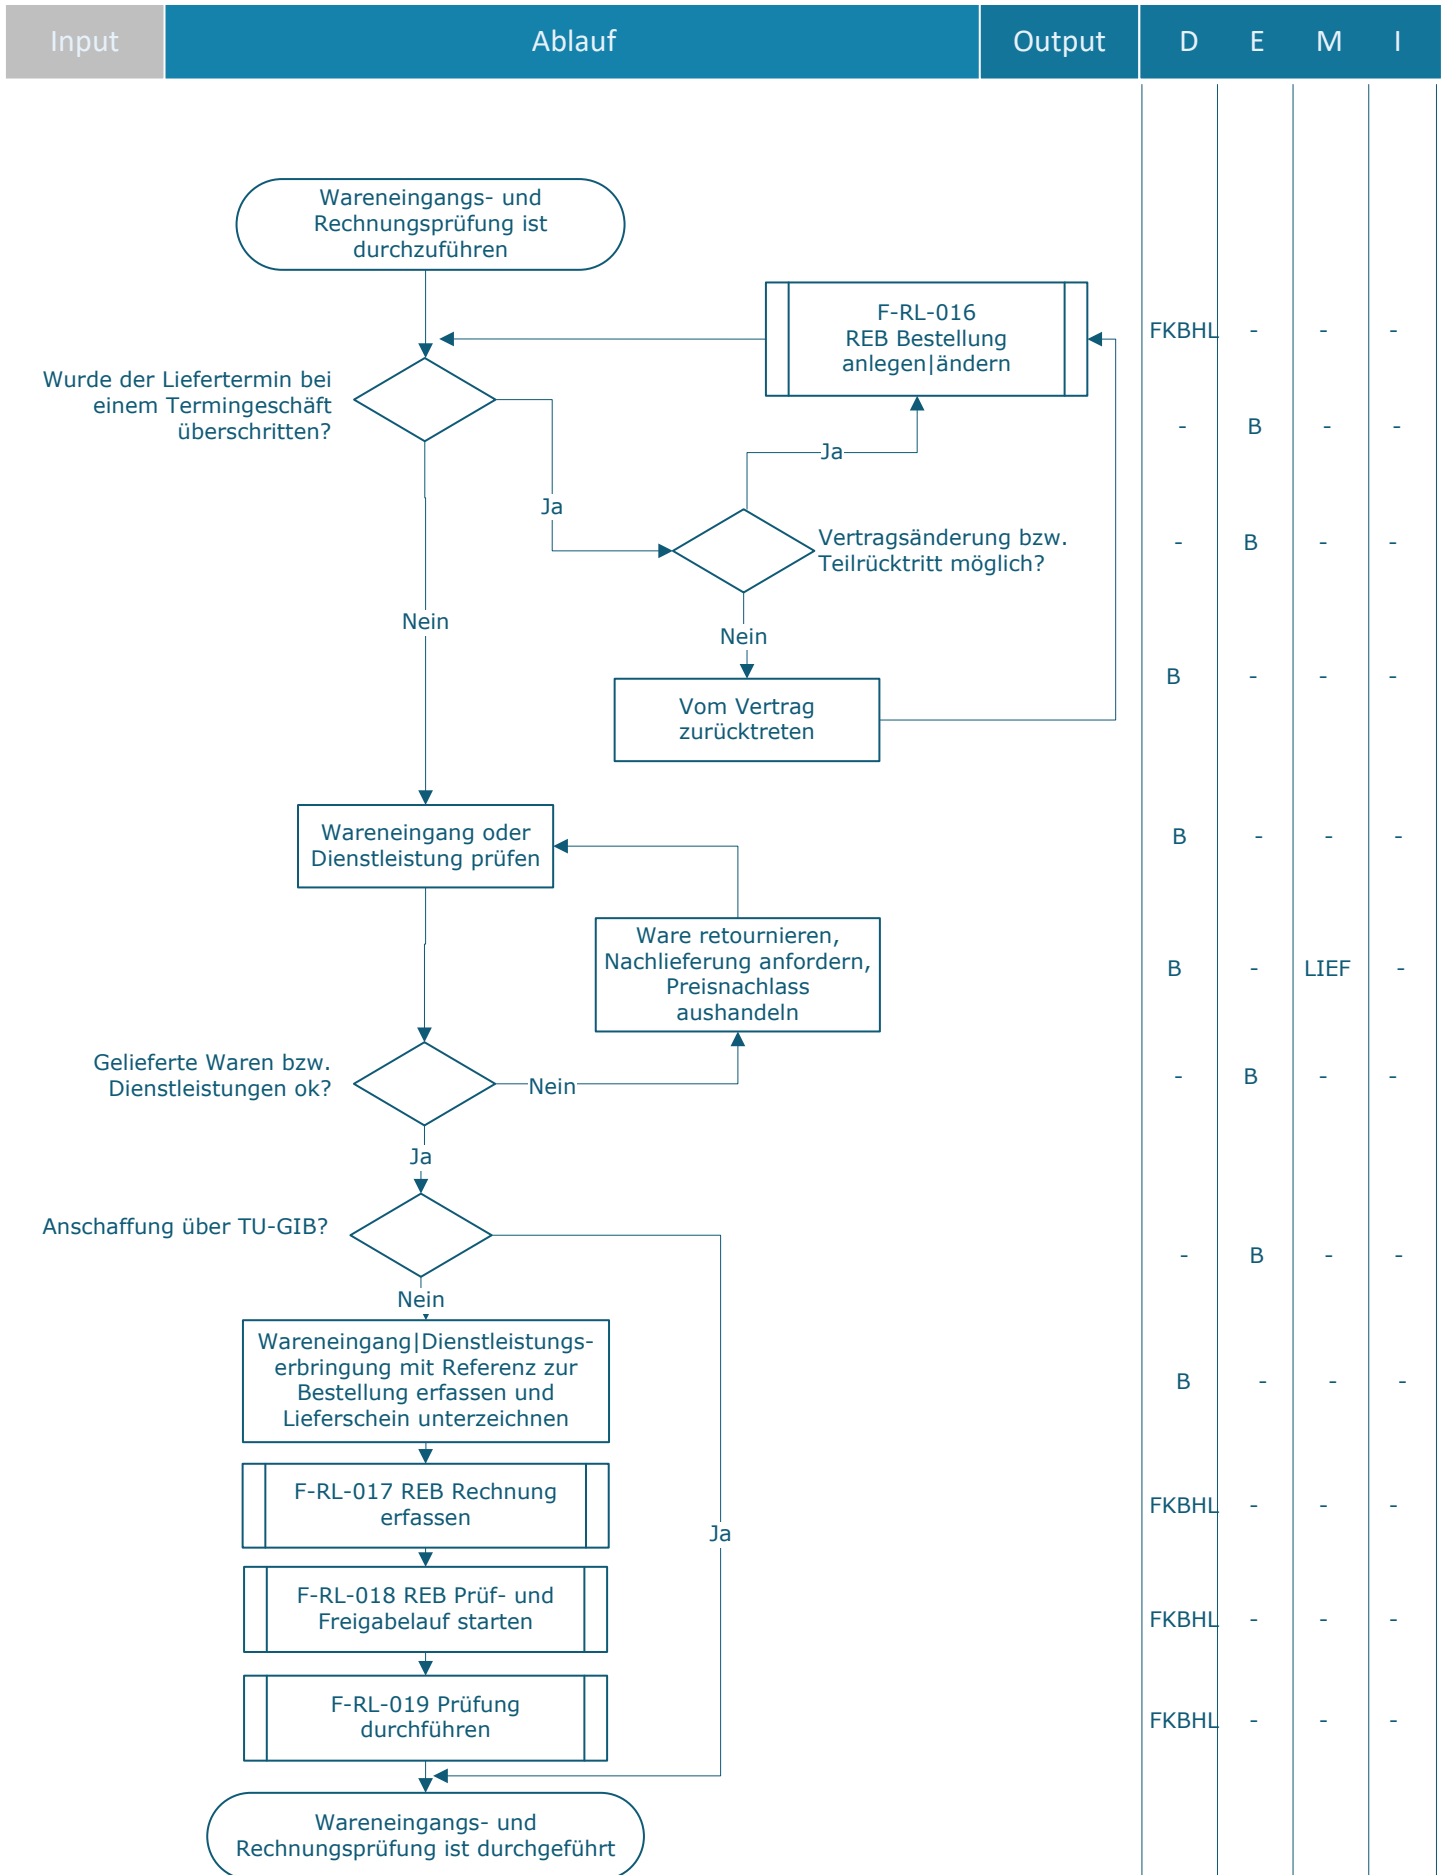 Input Ablauf Output D E M I
Wareneingangs- und
Rechnungsprüfung ist
durchzuführen
F-RL-016
REB Bestellung
anlegen|ändern
FKBHL - - -
Wurde der Liefertermin bei
einem Termingeschäft
überschritten?
- B - -
Ja
Ja
Vertragsänderung bzw.
Teilrücktritt möglich?
- B - -
Nein
Nein
Vom Vertrag
zurücktreten
B - - -
Wareneingang oder
Dienstleistung prüfen
B - - -
Ware retournieren,
Nachlieferung anfordern,
Preisnachlass
aushandeln
B - LIEF -
Gelieferte Waren bzw.
Dienstleistungen ok?
Nein
- B - -
Ja
Anschaffung über TU-GIB?
- B - -
Nein
Wareneingang|Dienstleistungs-
erbringung mit Referenz zur
Bestellung erfassen und
Lieferschein unterzeichnen
B - - -
F-RL-017 REB Rechnung
erfassen
FKBHL - - -
Ja
F-RL-018 REB Prüf- und
Freigabelauf starten
FKBHL - - -
F-RL-019 Prüfung
durchführen
FKBHL - - -
Wareneingangs- und
Rechnungsprüfung ist durchgeführt